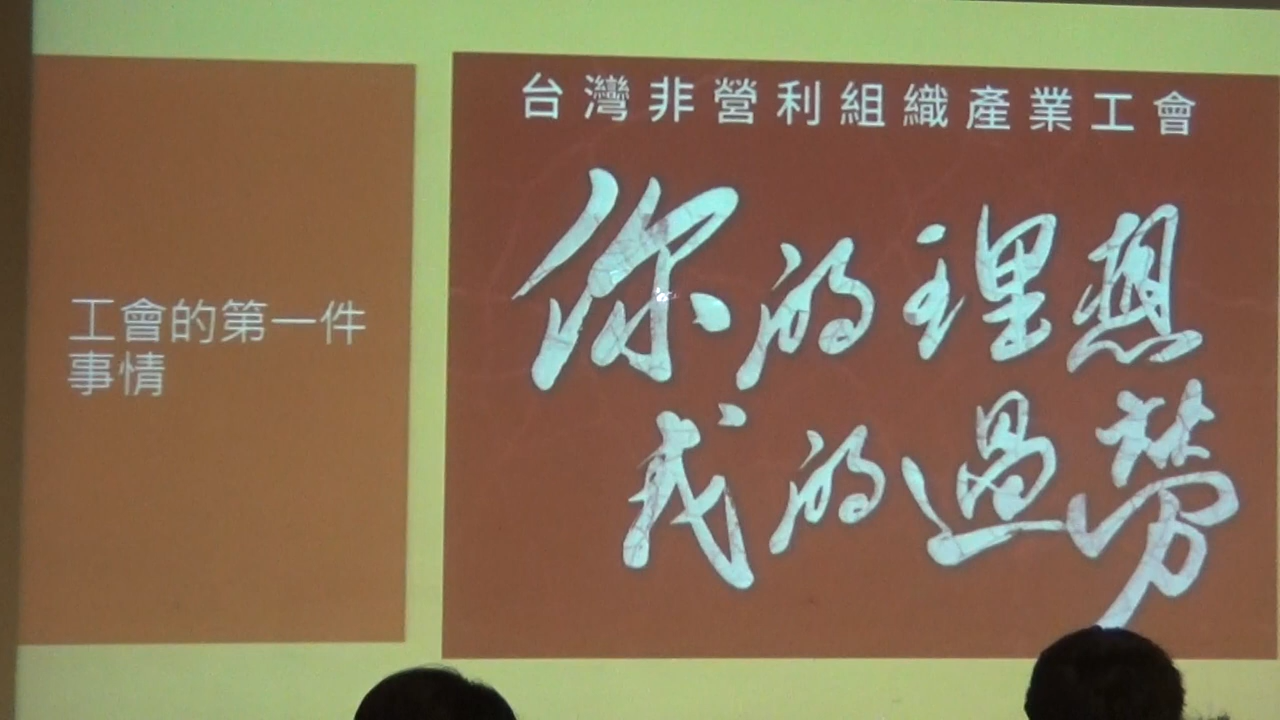 工會的第一件
事情
台灣非營利組織產業工會
你的理想
我的過勞